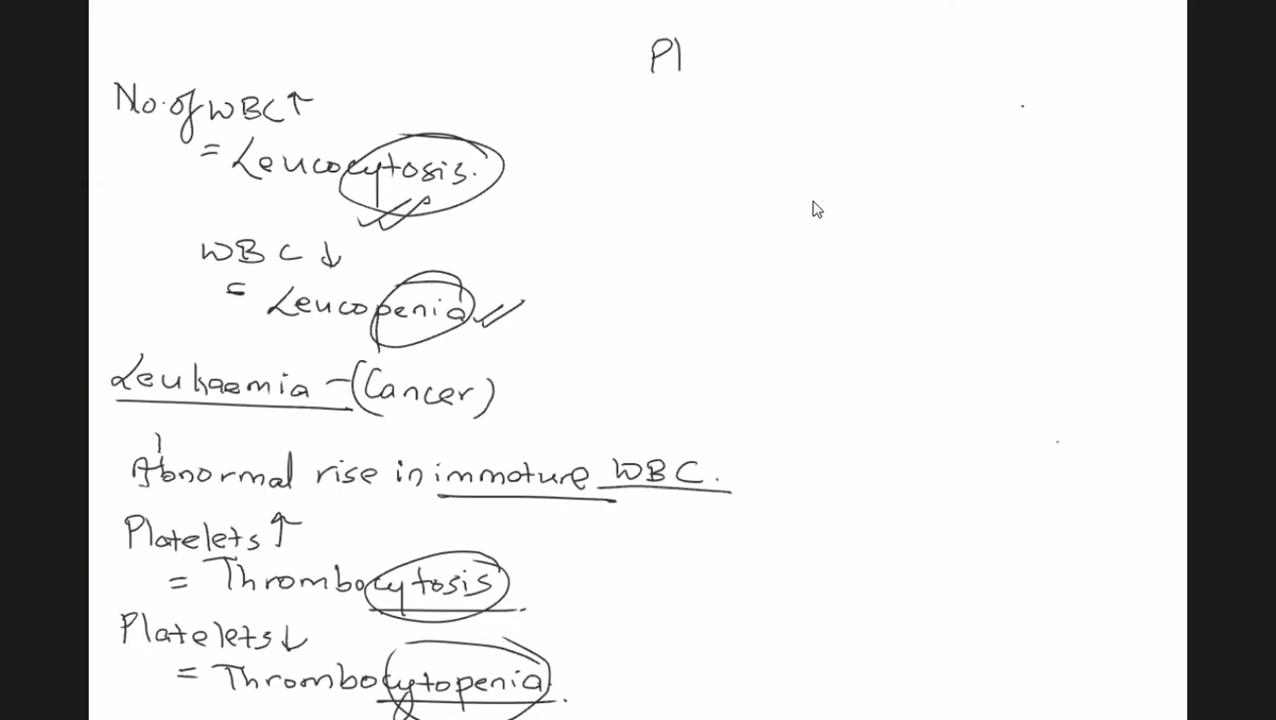 Pl
No. of WBC↑
= Leucocytosis.
WBC ↓
= Leucopenia
Leukaemia - (Cancer)
Abnormal rise in immature WBC.
Platelets ↑
= Thrombocytosis
Platelets ↓
= Thrombocytopenia.